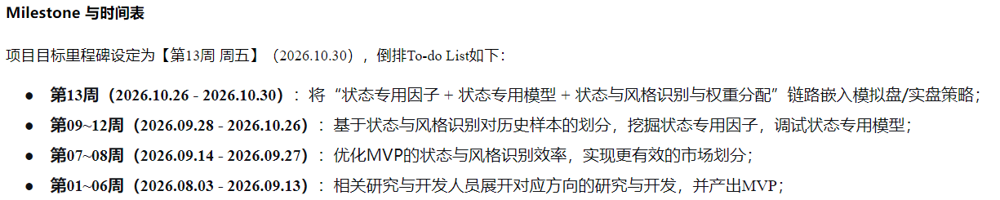 Milestone 与时间表
项目目标里程碑设定为【第13周 周五】（2026.10.30），倒排To-do List如下：
● 第13周（2026.10.26 - 2026.10.30）：将“状态专用因子 + 状态专用模型 + 状态与风格识别与权重分配”链路嵌入模拟盘/实盘策略；
● 第09~12周（2026.09.28 - 2026.10.26）：基于状态与风格识别对历史样本的划分，挖掘状态专用因子，调试状态专用模型；
● 第07~08周（2026.09.14 - 2026.09.27）：优化MVP的状态与风格识别效率，实现更有效的市场划分；
● 第01~06周（2026.08.03 - 2026.09.13）：相关研究与开发人员展开对应方向的研究与开发，并产出MVP；